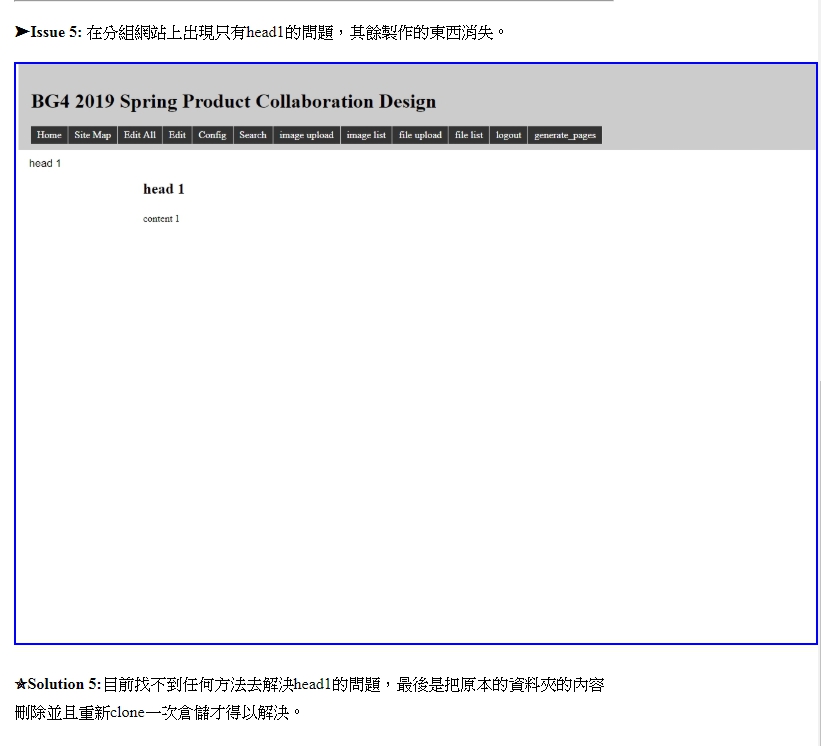 ➤Issue 5: 在分組網站上出現只有head1的問題，其餘製作的東西消失。
BG4 2019 Spring Product Collaboration Design
Home Site Map Edit All Edit Config Search image upload image list file upload file list logout generate_pages
head 1
head 1
content 1
✯Solution 5:目前找不到任何方法去解決head1的問題，最後是把原本的資料夾的內容
刪除並且重新clone一次倉儲才得以解決。